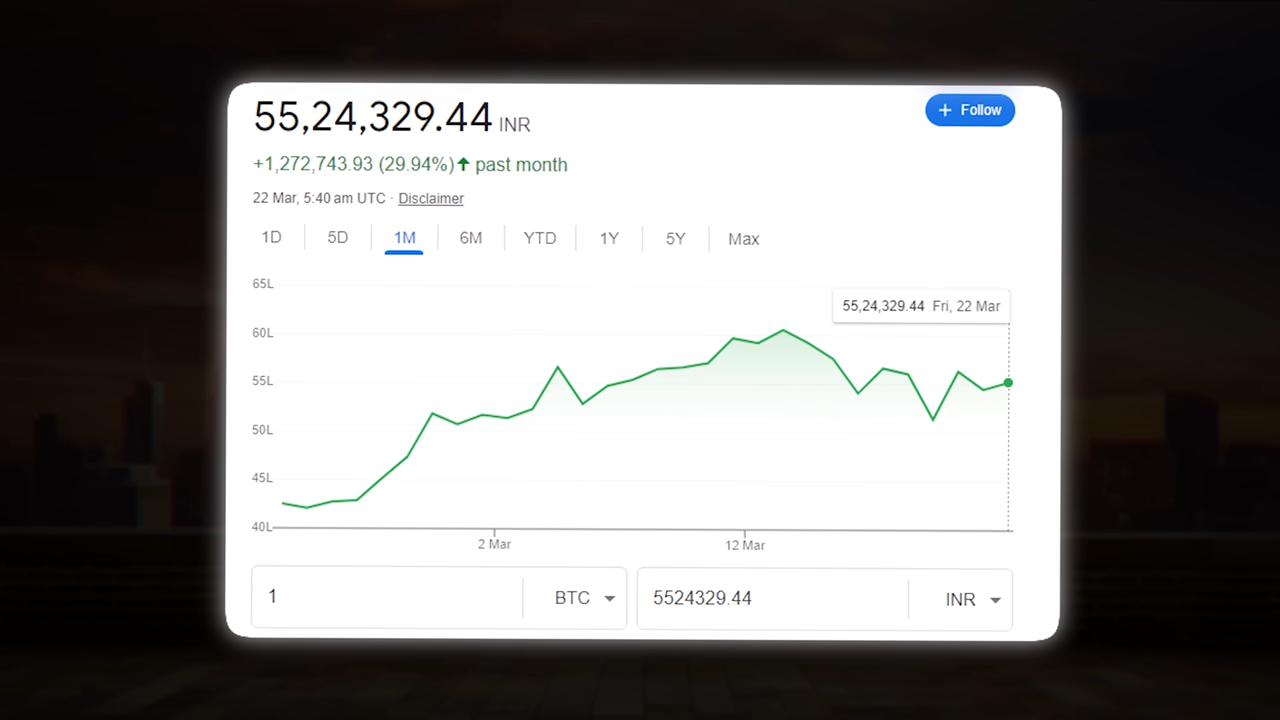 55,24,329.44 INR
+ Follow
+1,272,743.93 (29.94%)↑ past month
22 Mar, 5:40 am UTC · Disclaimer
1D 5D 1M 6M YTD 1Y 5Y Max
65L
55,24,329.44 Fri, 22 Mar
60L
55L
50L
45L
40L
2 Mar 12 Mar
1 BTC 5524329.44 INR